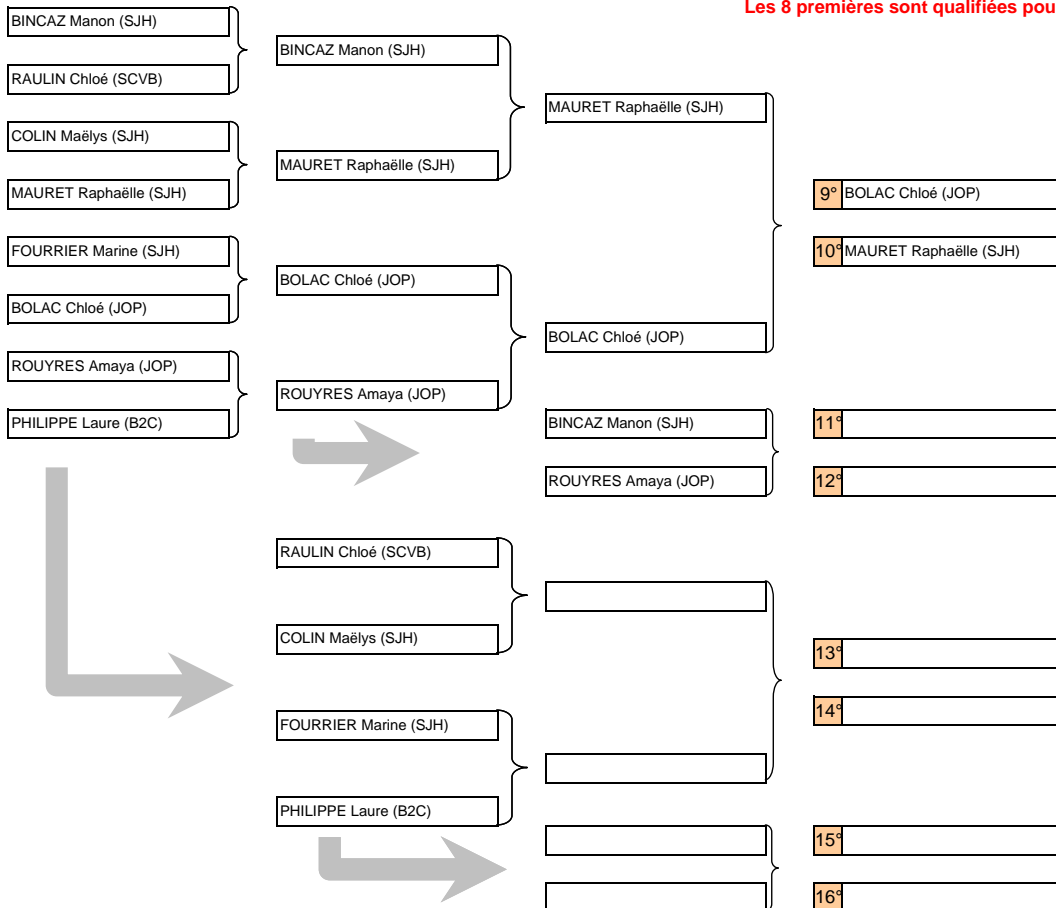 Les 8 premières sont qualifiées pou
BINCAZ Manon (SJH)
RAULIN Chloé (SCVB)
COLIN Maëlys (SJH)
MAURET Raphaëlle (SJH)
FOURRIER Marine (SJH)
BOLAC Chloé (JOP)
ROUYRES Amaya (JOP)
PHILIPPE Laure (B2C)
BINCAZ Manon (SJH)
MAURET Raphaëlle (SJH)
BOLAC Chloé (JOP)
ROUYRES Amaya (JOP)
MAURET Raphaëlle (SJH)
BOLAC Chloé (JOP)
9° BOLAC Chloé (JOP)
10° MAURET Raphaëlle (SJH)
BINCAZ Manon (SJH)
ROUYRES Amaya (JOP)
11°
12°
RAULIN Chloé (SCVB)
COLIN Maëlys (SJH)
FOURRIER Marine (SJH)
PHILIPPE Laure (B2C)
13°
14°
15°
16°